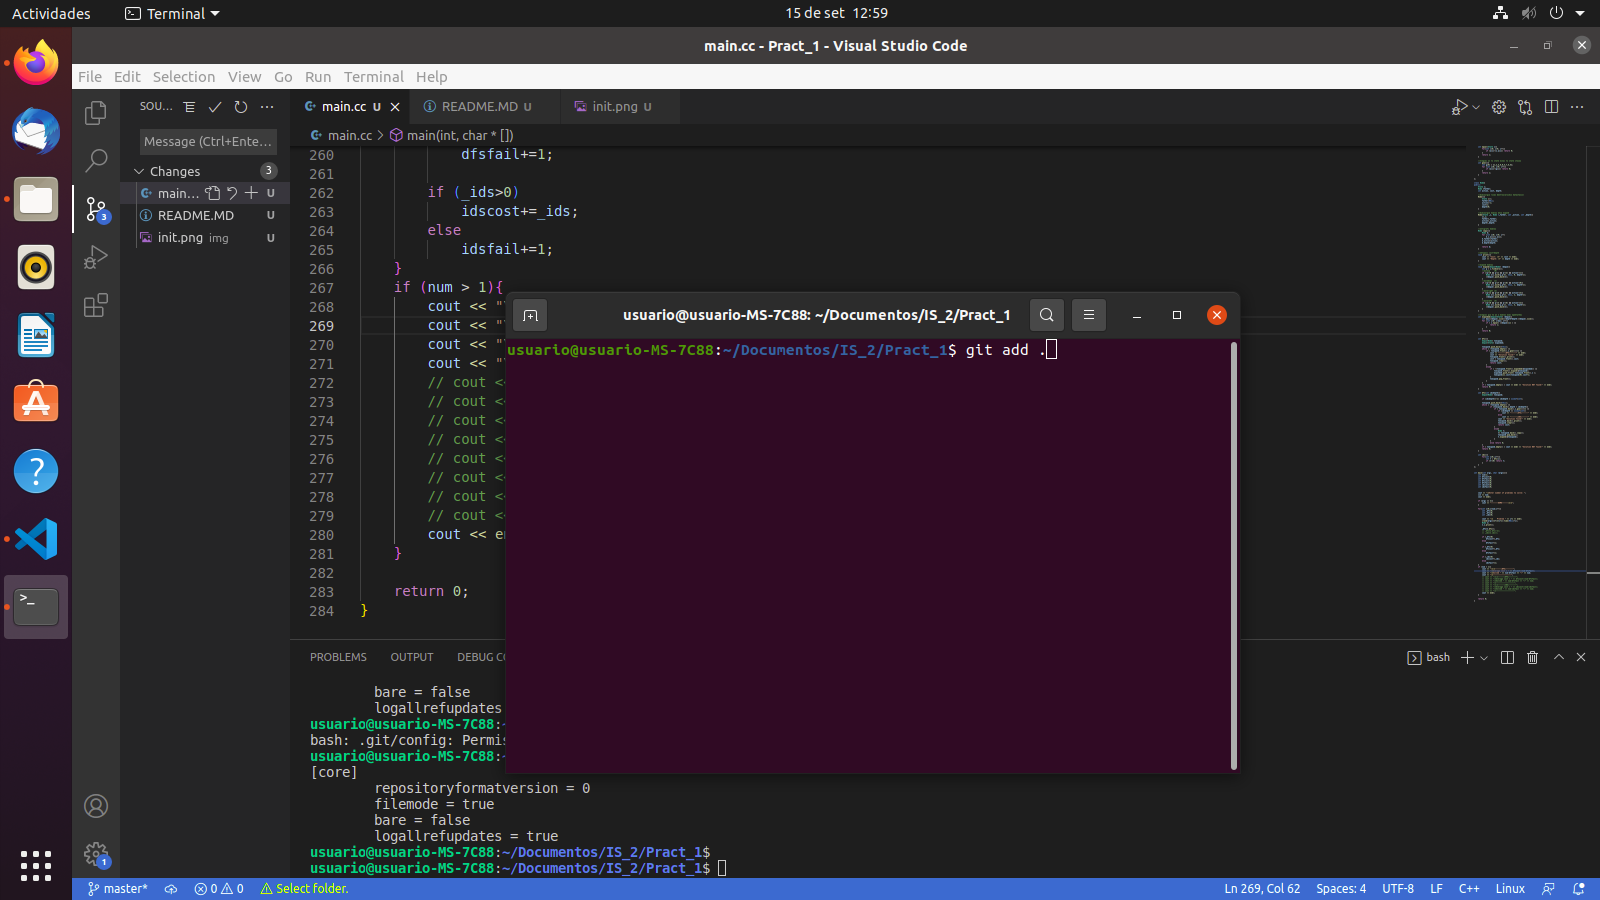 Actividades
Terminal
15 de set 12:59
main.cc - Pract_1 - Visual Studio Code
File Edit Selection View Go Run Terminal Help
SOU...
Message (Ctrl+Ente...
Changes
3
main... U
README.MD U
init.png img U
3
main.cc U
README.MD U
init.png U
main.cc > main(int, char * [])
260 dfsfail+=1;
261
262 if (_ids>0)
263 idscost+=_ids;
264 else
265 idsfail+=1;
266 }
267 if (num > 1){
268 cout << "
269 cout << "
270 cout << "
271 cout << "
272 // cout <
273 // cout <
274 // cout <
275 // cout <
276 // cout <
277 // cout <
278 // cout <
279 // cout <
280 cout << e
281 }
282
283 return 0;
284 }
usuario@usuario-MS-7C88: ~/Documentos/IS_2/Pract_1
usuario@usuario-MS-7C88:~/Documentos/IS_2/Pract_1$ git add .
PROBLEMS OUTPUT DEBUG CO
bash
bare = false
logallrefupdates
usuario@usuario-MS-7C88:
bash: .git/config: Permis
usuario@usuario-MS-7C88:
[core]
repositoryformatversion = 0
filemode = true
bare = false
logallrefupdates = true
usuario@usuario-MS-7C88:~/Documentos/IS_2/Pract_1$
usuario@usuario-MS-7C88:~/Documentos/IS_2/Pract_1$
1
master*
0 0
Select folder.
Ln 269, Col 62 Spaces: 4 UTF-8 LF C++ Linux